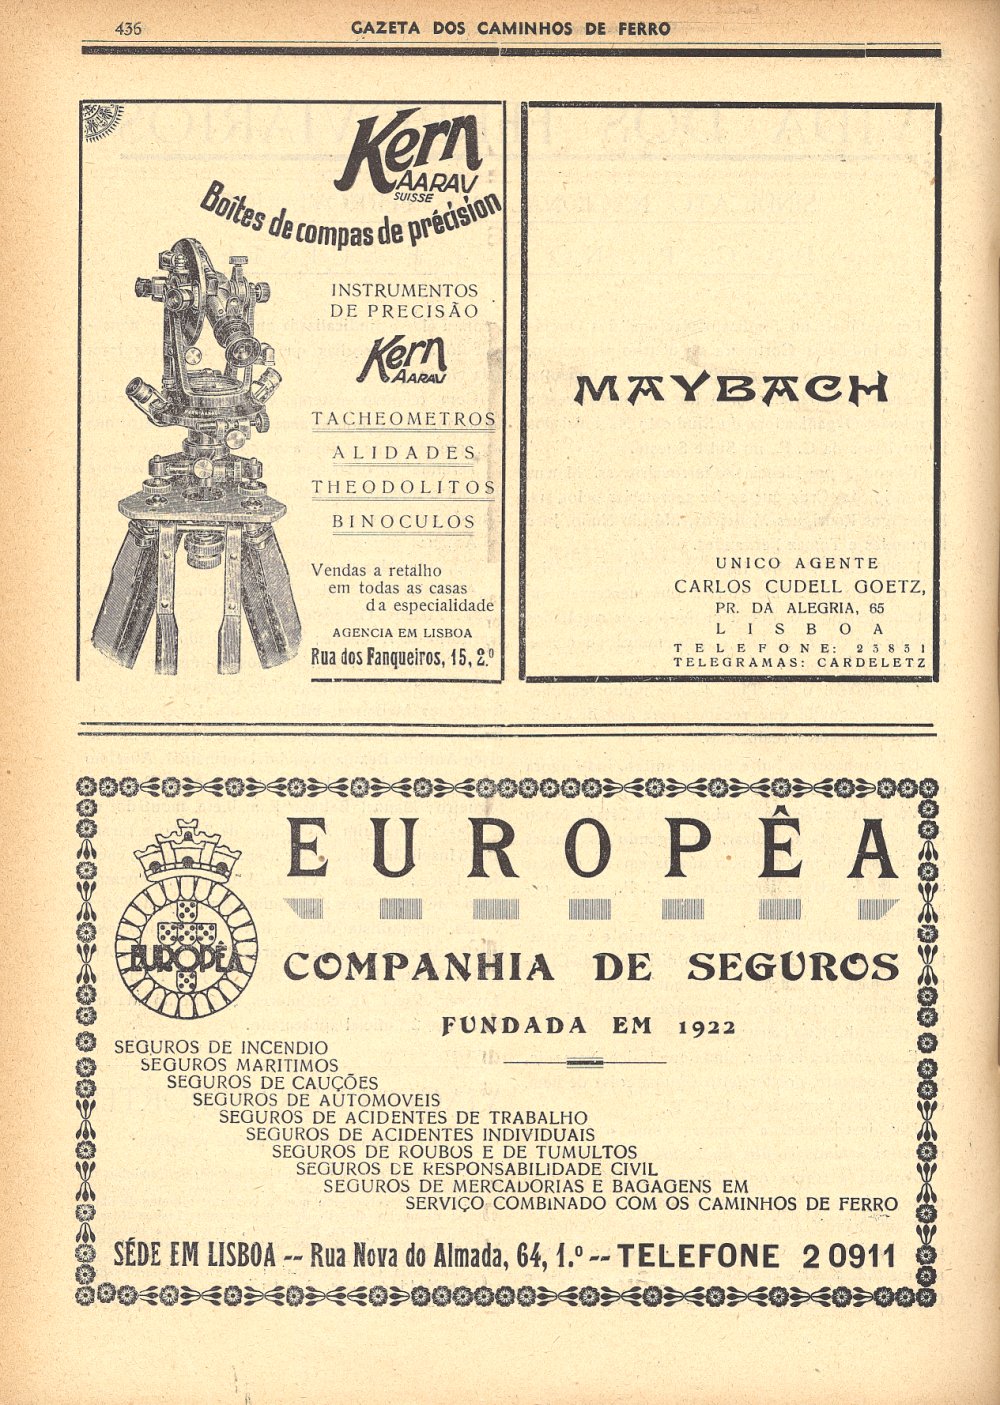 436
GAZETA DOS CAMINHOS DE FERRO
Kern
AARAU
SUISSE
Boîtes de compas de précision
INSTRUMENTOS
DE PRECISÃO
Kern
AARAU
TACHEOMETROS
ALIDADES
THEODOLITOS
BINOCULOS
Vendas a retalho
em todas as casas
da especialidade
AGENCIA EM LISBOA
Rua dos Fanqueiros, 15, 2.º
MAYBACH
UNICO AGENTE
CARLOS CUDELL GOETZ,
PR. DA ALEGRIA, 65
LISBOA
TELEFONE: 23831
TELEGRAMAS: CARDELETZ
EUROPÊA
EUROPÊA
COMPANHIA DE SEGUROS
FUNDADA EM 1922
SEGUROS DE INCENDIO
SEGUROS MARITIMOS
SEGUROS DE CAUÇÕES
SEGUROS DE AUTOMOVEIS
SEGUROS DE ACIDENTES DE TRABALHO
SEGUROS DE ACIDENTES INDIVIDUAIS
SEGUROS DE ROUBOS E DE TUMULTOS
SEGUROS DE RESPONSABILIDADE CIVIL
SEGUROS DE MERCADORIAS E BAGAGENS EM
SERVIÇO COMBINADO COM OS CAMINHOS DE FERRO
SÉDE EM LISBOA -- Rua Nova do Almada, 64, 1.º -- TELEFONE 2 0911